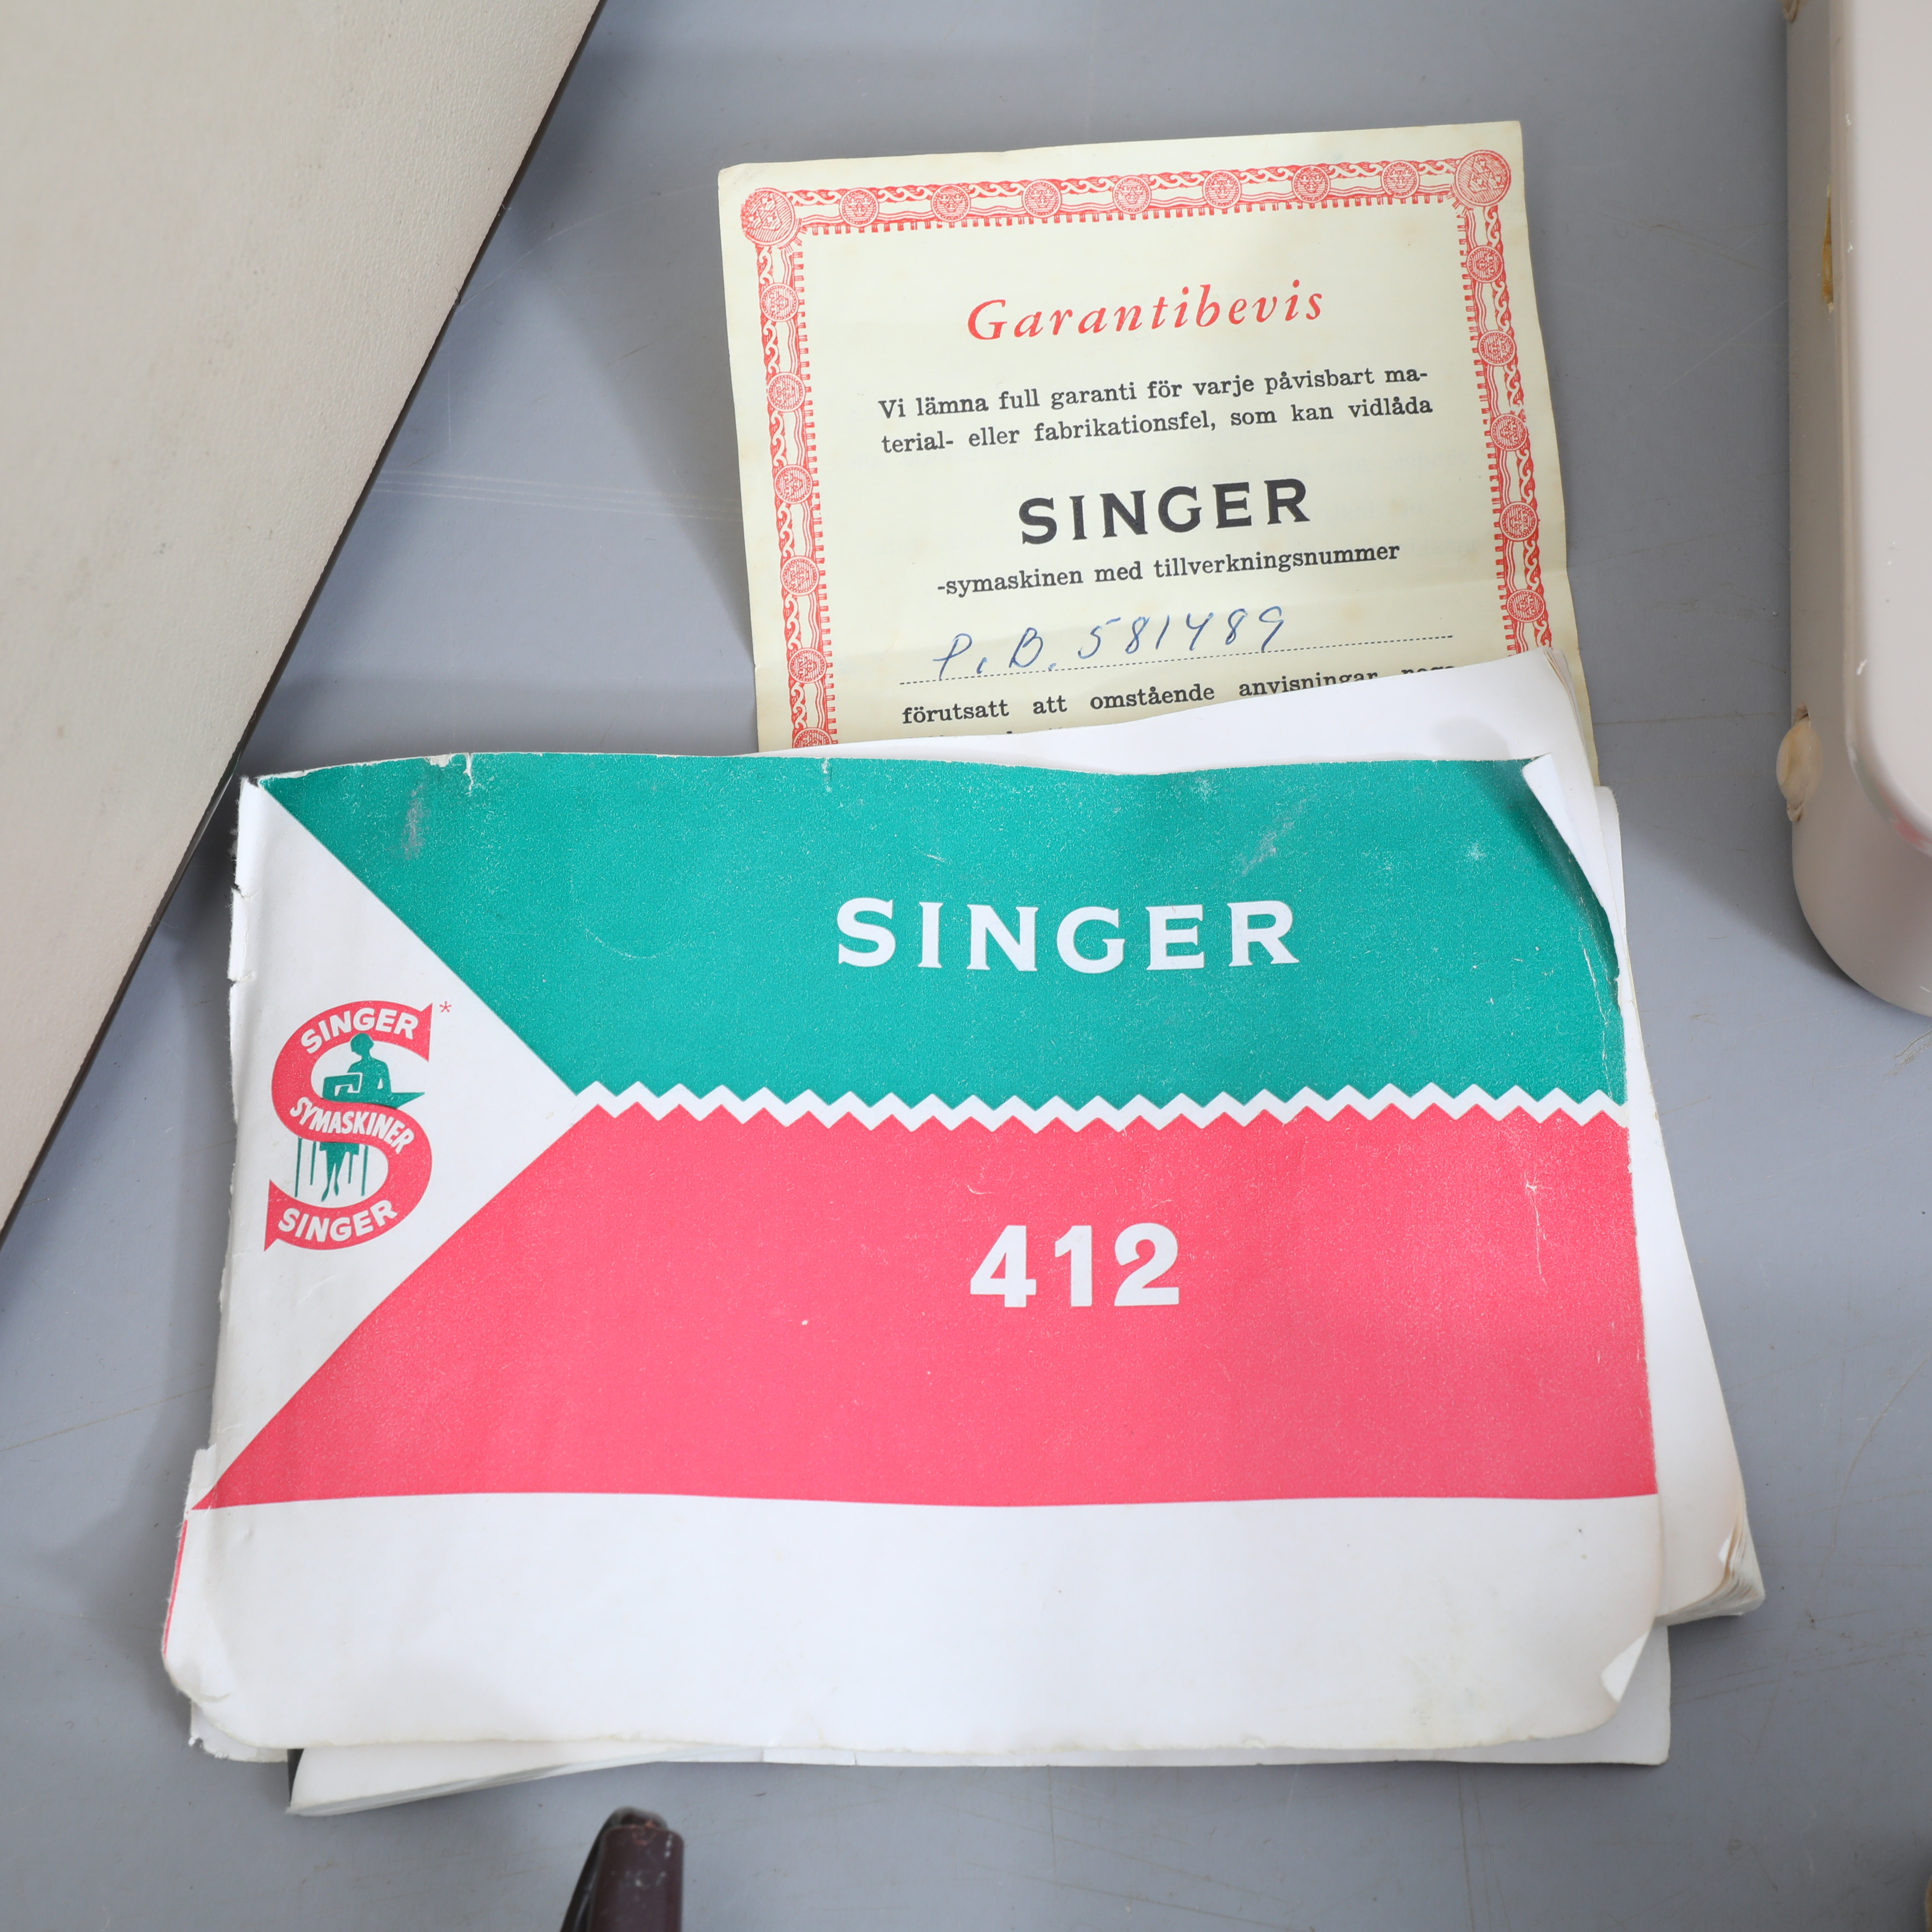 Garantibevis
Vi lämna full garanti för varje påvisbart ma-
terial- eller fabrikationsfel, som kan vidlåda
SINGER
-symaskinen med tillverkningsnummer
P. B. 581489
förutsatt att omstående anvisningar
SINGER
SINGER*
SYMASKINER
SINGER
412